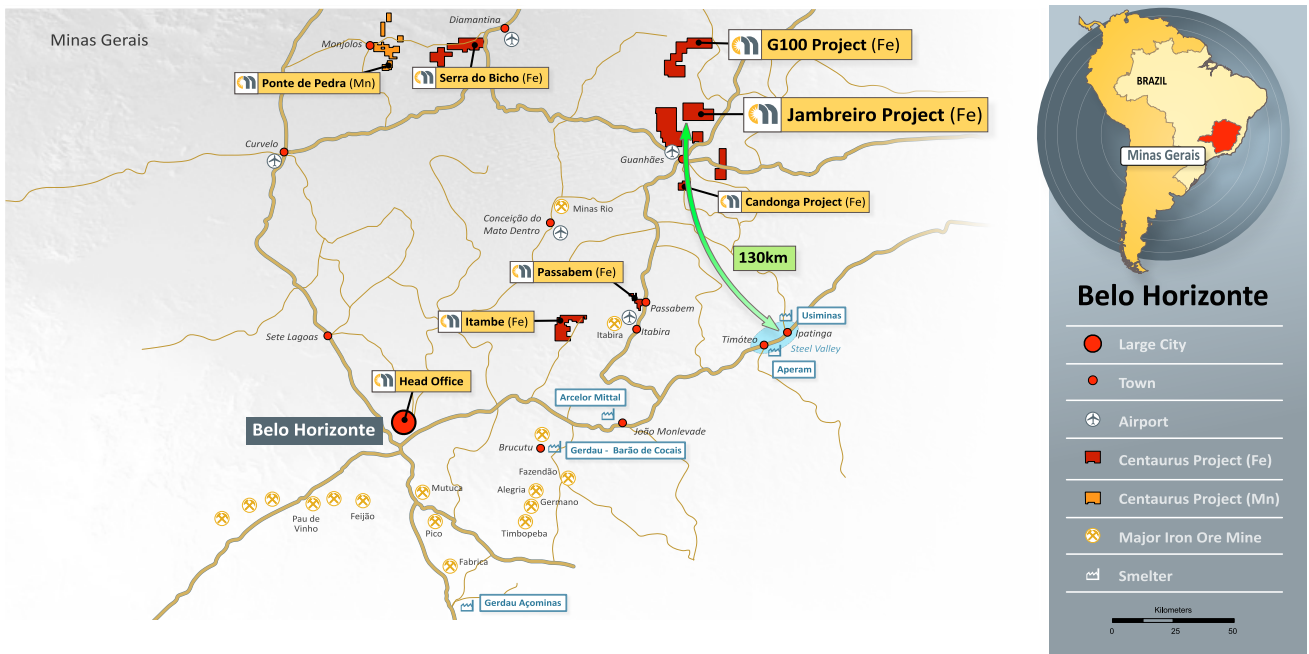 Minas Gerais
Diamantina
Monjolos
Ponte de Pedra (Mn)
Serra do Bicho (Fe)
G100 Project (Fe)
Jambreiro Project (Fe)
Curvelo
Guanhães
Candonga Project (Fe)
Minas Rio
Conceição do
Mato Dentro
130km
Passabem (Fe)
Passabem
Itambe (Fe)
Itabira
Itabira
Usiminas
Ipatinga
Timóteo
Steel Valley
Aperam
Sete Lagoas
Head Office
Belo Horizonte
Arcelor Mittal
João Monlevade
Brucutu
Gerdau - Barão de Cocais
Fazendão
Alegria
Germano
Timbopeba
Mutuca
Pico
Pau de
Vinho
Feijão
Fabrica
Gerdau Açominas
BRAZIL
Minas Gerais
Belo Horizonte
Large City
Town
Airport
Centaurus Project (Fe)
Centaurus Project (Mn)
Major Iron Ore Mine
Smelter
Kilometers
0 25 50